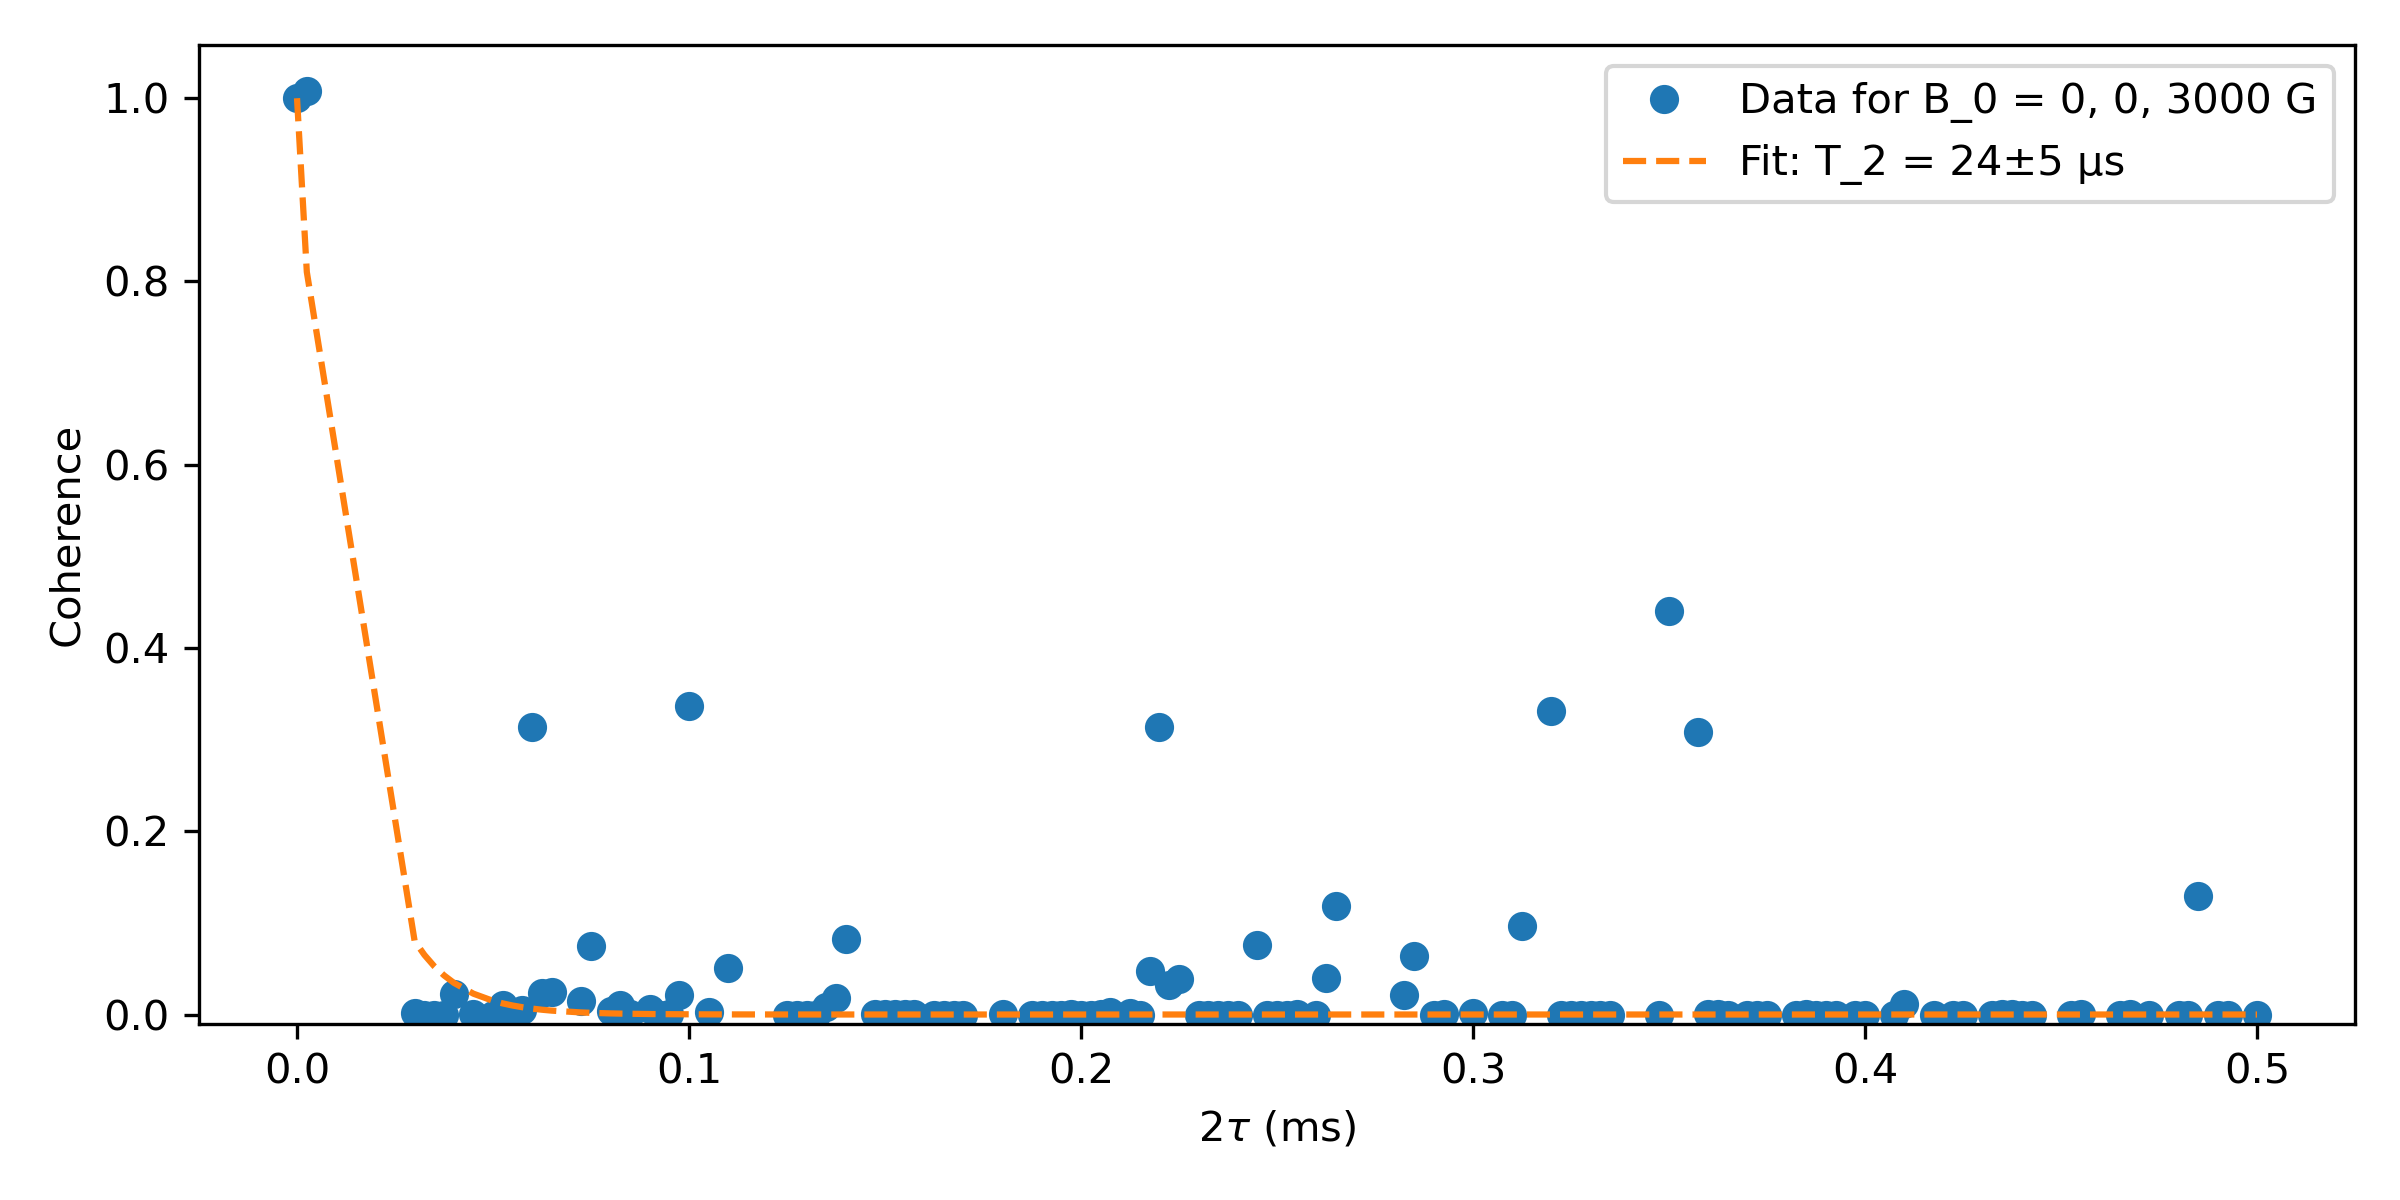 Data for B_0 = 0, 0, 3000 G
Fit: T_2 = 24±5 μs
Coherence
1.0
0.8
0.6
0.4
0.2
0.0
0.0 0.1 0.2 0.3 0.4 0.5
2τ (ms)